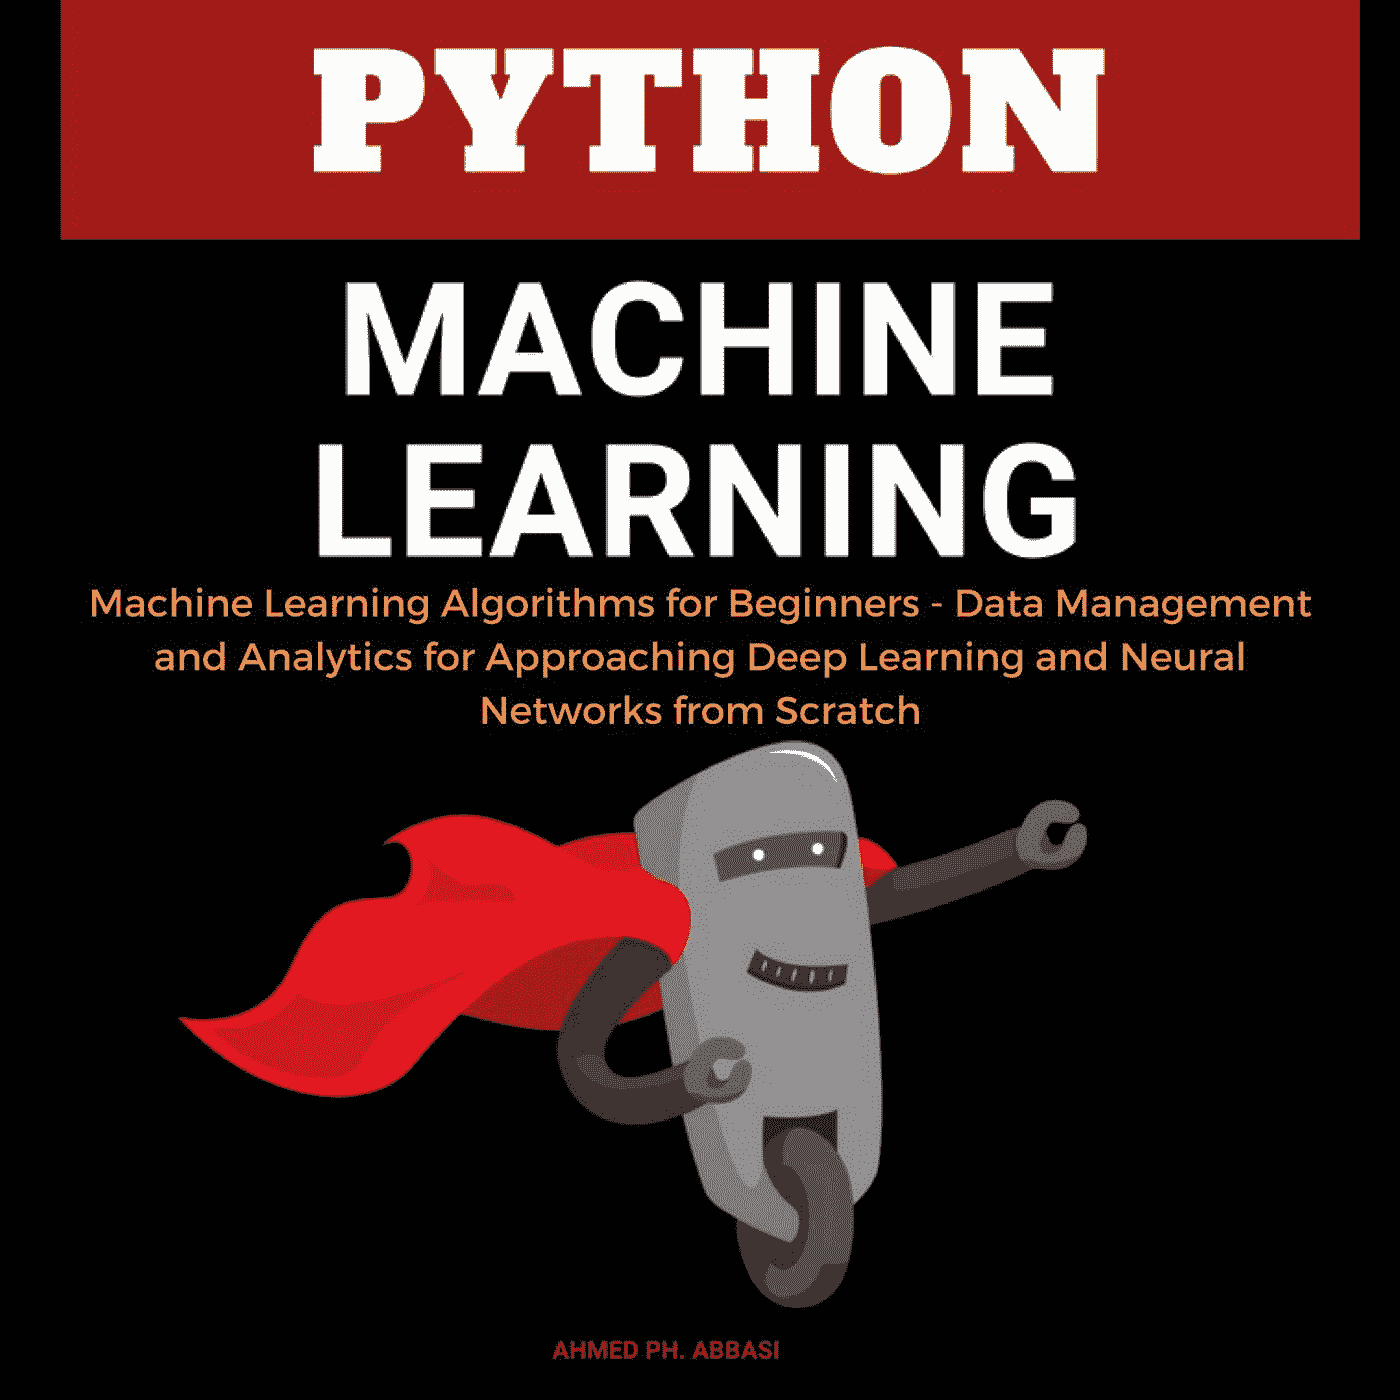 PYTHON
MACHINE
LEARNING
Machine Learning Algorithms for Beginners - Data Management
and Analytics for Approaching Deep Learning and Neural
Networks from Scratch
AHMED PH. ABBASI